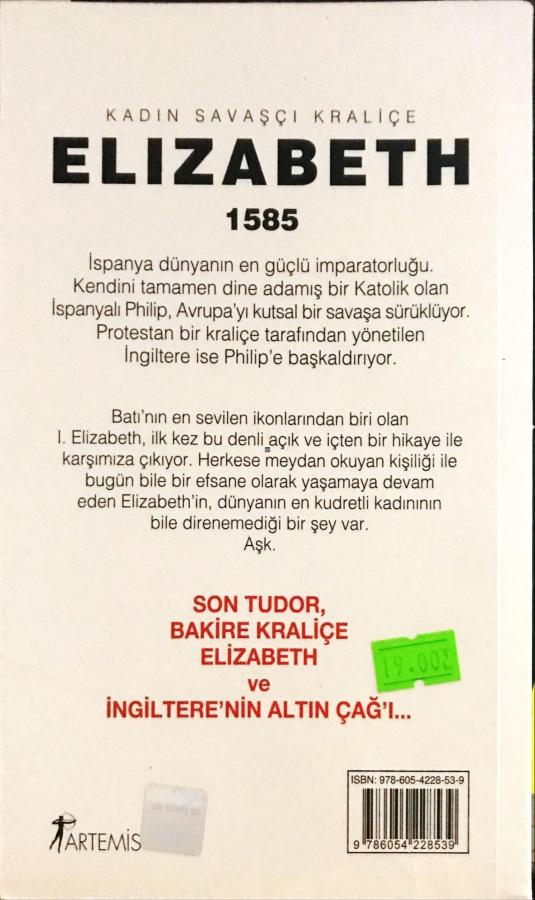 KADIN SAVAŞÇI KRALİÇE
ELIZABETH
1585
İspanya dünyanın en güçlü imparatorluğu.
Kendini tamamen dine adamış bir Katolik olan
İspanyalı Philip, Avrupa'yı kutsal bir savaşa sürüklüyor.
Protestan bir kraliçe tarafından yönetilen
İngiltere ise Philip'e başkaldırıyor.
Batı'nın en sevilen ikonlarından biri olan
I. Elizabeth, ilk kez bu denli açık ve içten bir hikaye ile
karşımıza çıkıyor. Herkese meydan okuyan kişiliği ile
bugün bile bir efsane olarak yaşamaya devam
eden Elizabeth'in, dünyanın en kudretli kadınının
bile direnemediği bir şey var.
Aşk.
SON TUDOR,
BAKİRE KRALİÇE
ELİZABETH
ve
İNGİLTERE'NİN ALTIN ÇAĞ'I...
19.00
ISBN: 978-605-4228-53-9
9 786054 228539
ARTEMİS